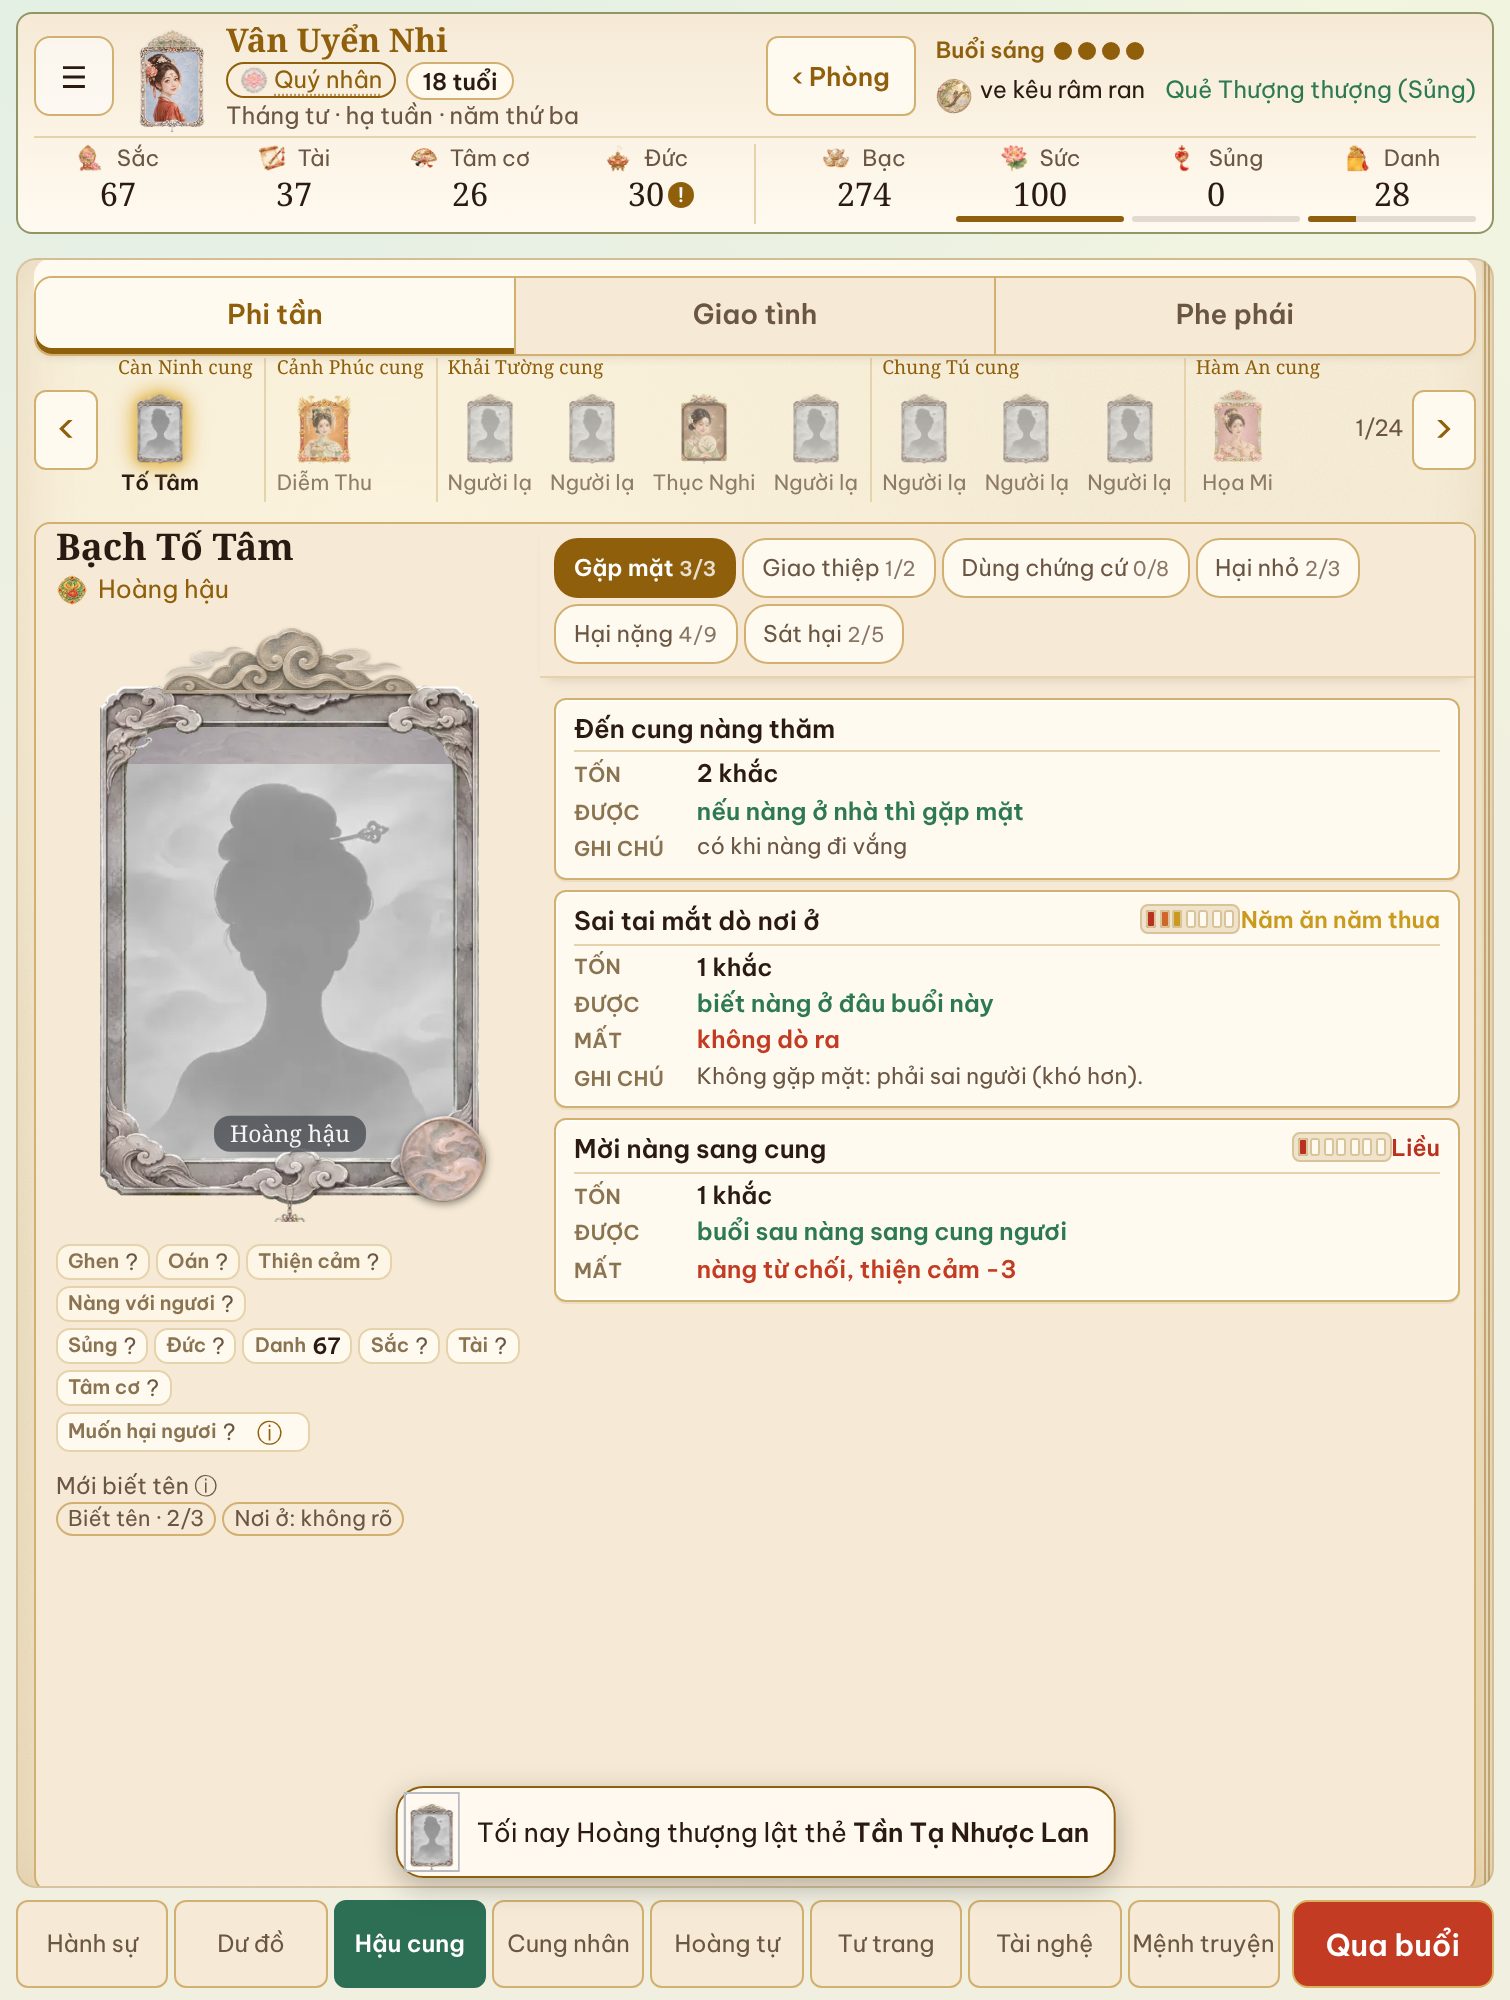 ☰
Vân Uyển Nhi
Quý nhân
18 tuổi
Tháng tư · hạ tuần · năm thứ ba
‹ Phòng
Buổi sáng
ve kêu râm ran
Quẻ Thượng thượng (Sủng)
Sắc
67
Tài
37
Tâm cơ
26
Đức
30 !
Bạc
274
Sức
100
Sủng
0
Danh
28
Phi tần
Giao tình
Phe phái
Càn Ninh cung
Cảnh Phúc cung
Khải Tường cung
Chung Tú cung
Hàm An cung
‹
Tố Tâm
Diễm Thu
Người lạ
Người lạ
Thục Nghi
Người lạ
Người lạ
Người lạ
Người lạ
Họa Mi
1/24
›
Bạch Tố Tâm
Hoàng hậu
Hoàng hậu
Ghen ?
Oán ?
Thiện cảm ?
Nàng với ngươi ?
Sủng ?
Đức ?
Danh 67
Sắc ?
Tài ?
Tâm cơ ?
Muốn hại ngươi ? ⓘ
Mới biết tên ⓘ
Biết tên · 2/3
Nơi ở: không rõ
Gặp mặt 3/3
Giao thiệp 1/2
Dùng chứng cứ 0/8
Hại nhỏ 2/3
Hại nặng 4/9
Sát hại 2/5
Đến cung nàng thăm
TỐN 2 khắc
ĐƯỢC nếu nàng ở nhà thì gặp mặt
GHI CHÚ có khi nàng đi vắng
Sai tai mắt dò nơi ở
Năm ăn năm thua
TỐN 1 khắc
ĐƯỢC biết nàng ở đâu buổi này
MẤT không dò ra
GHI CHÚ Không gặp mặt: phải sai người (khó hơn).
Mời nàng sang cung
Liều
TỐN 1 khắc
ĐƯỢC buổi sau nàng sang cung ngươi
MẤT nàng từ chối, thiện cảm -3
Tối nay Hoàng thượng lật thẻ Tần Tạ Nhược Lan
Hành sự
Dư đồ
Hậu cung
Cung nhân
Hoàng tự
Tư trang
Tài nghệ
Mệnh truyện
Qua buổi